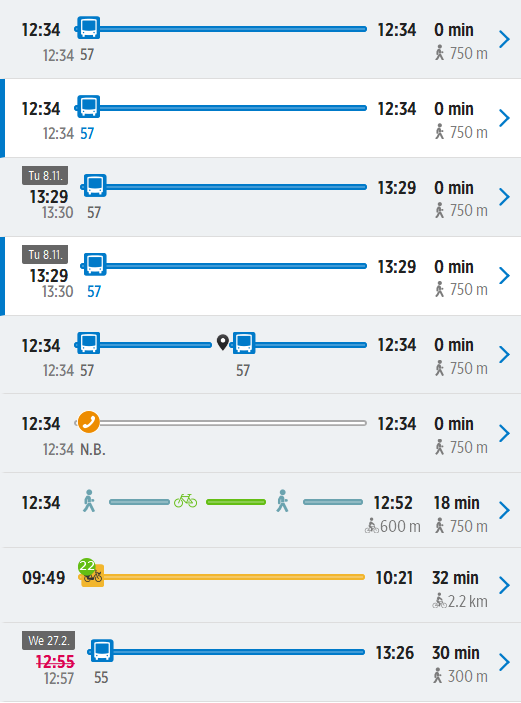 12:34 12:34 0 min
12:34 57 750 m
12:34 12:34 0 min
12:34 57 750 m
Tu 8.11.
13:29 13:29 0 min
13:30 57 750 m
Tu 8.11.
13:29 13:29 0 min
13:30 57 750 m
12:34 12:34 0 min
12:34 57 57 750 m
12:34 12:34 0 min
12:34 N.B. 750 m
12:34 12:52 18 min
600 m 750 m
22
09:49 10:21 32 min
2.2 km
We 27.2.
12:55 13:26 30 min
12:57 55 300 m